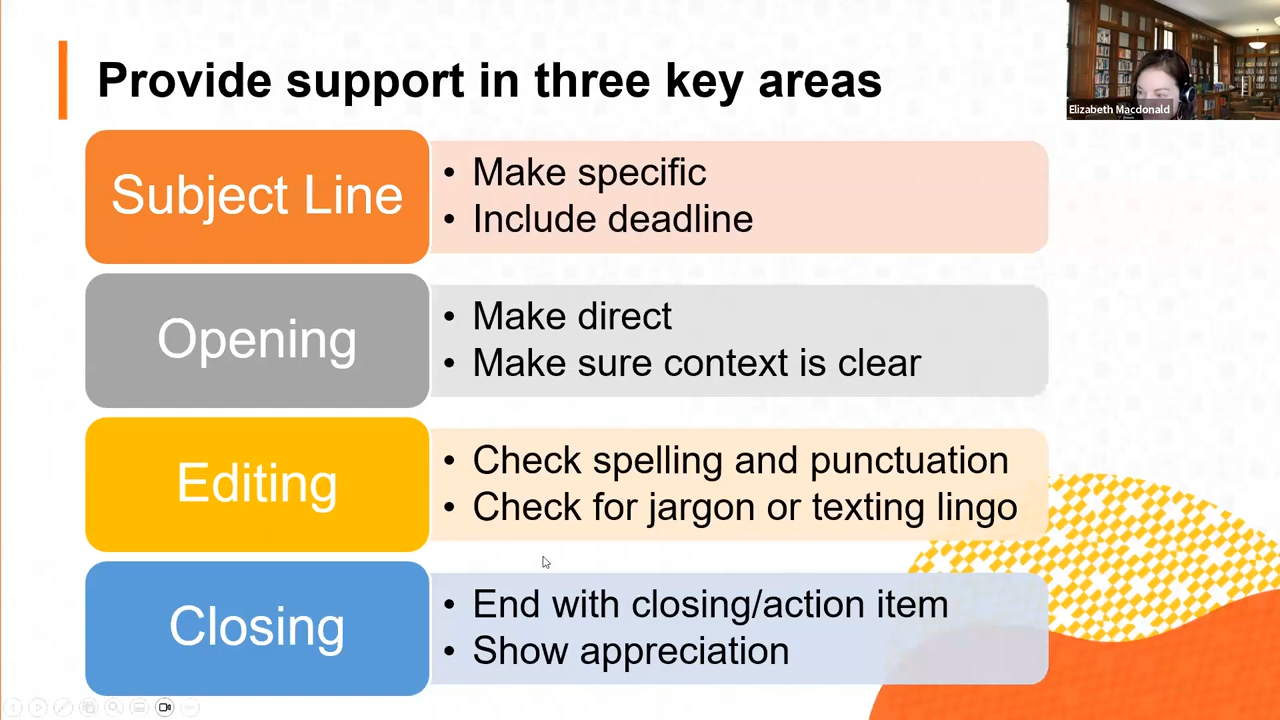 Provide support in three key areas
Elizabeth Macdonald
Subject Line
• Make specific
• Include deadline
Opening
• Make direct
• Make sure context is clear
Editing
• Check spelling and punctuation
• Check for jargon or texting lingo
Closing
• End with closing/action item
• Show appreciation